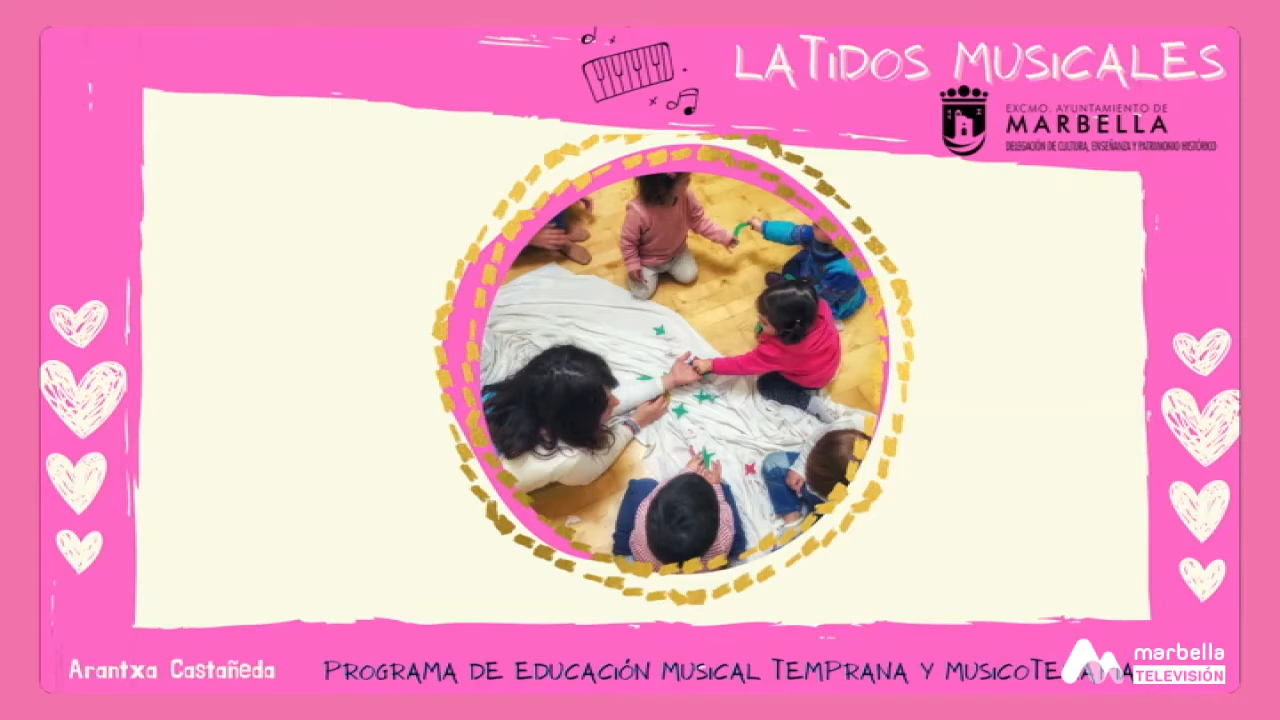 LATIDOS MUSICALES
EXCMO. AYUNTAMIENTO DE
MARBELLA
DELEGACIÓN DE CULTURA, ENSEÑANZA Y PATRIMONIO HISTÓRICO
Arantxa Castañeda
PROGRAMA DE EDUCACIÓN MUSICAL TEMPRANA Y
marbella
TELEVISIÓN